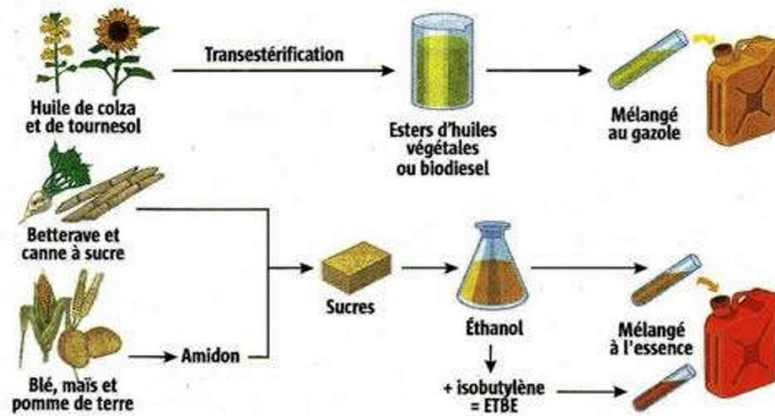 Transestérification
Huile de colza
et de tournesol
Esters d'huiles
végétales
ou biodiesel
Mélangé
au gazole
Betterave et
canne à sucre
Sucres
Éthanol
Mélangé
à l'essence
Amidon
Blé, maïs et
pomme de terre
+ isobutylène
= ETBE